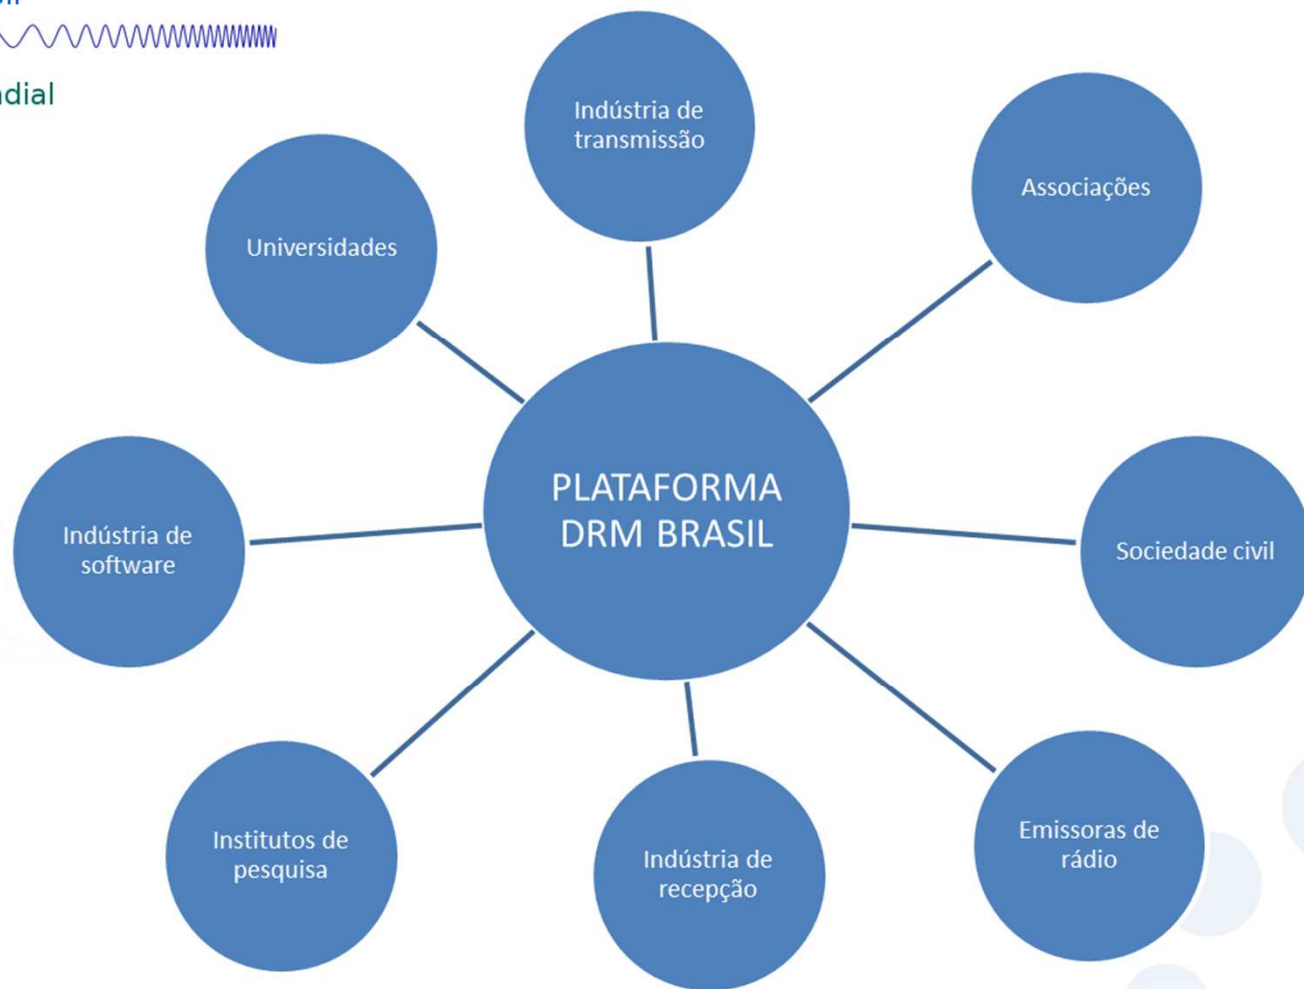 ndial
Indústria de
transmissão
Associações
Universidades
PLATAFORMA
DRM BRASIL
Indústria de
software
Sociedade civil
Institutos de
pesquisa
Indústria de
recepção
Emissoras de
rádio